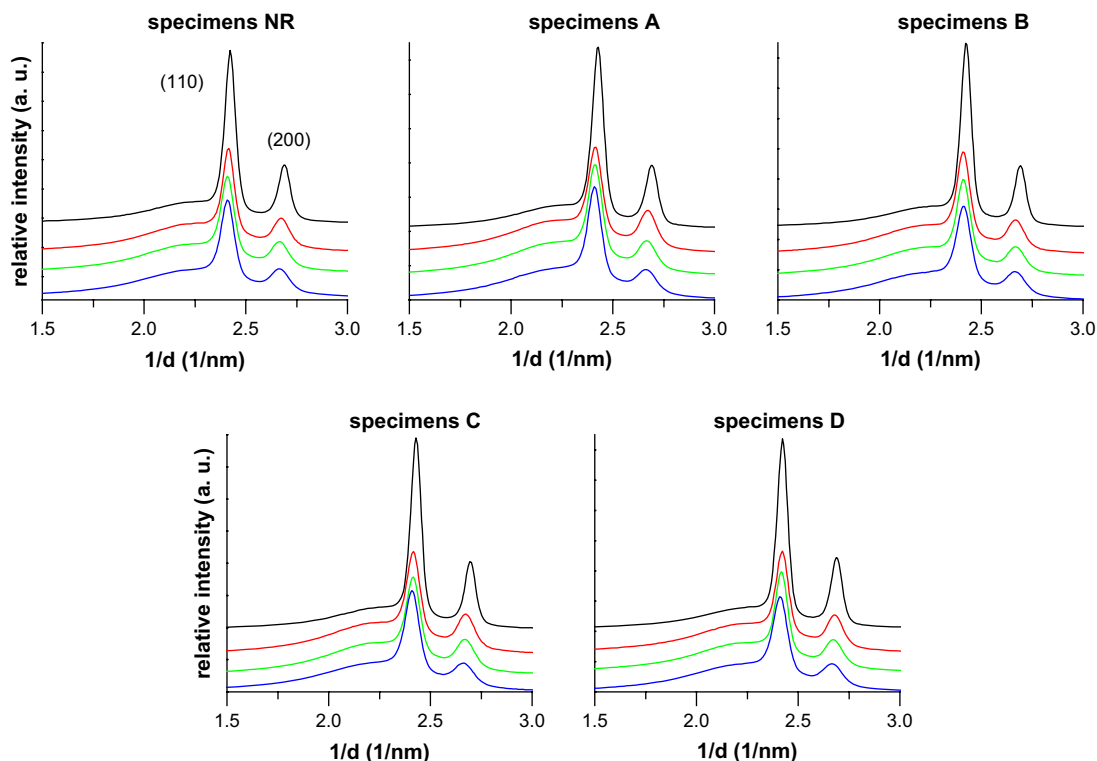 specimens NR
specimens A
specimens B
relative intensity (a. u.)
(110)
(200)
1.5 2.0 2.5 3.0
1.5 2.0 2.5 3.0
1.5 2.0 2.5 3.0
1/d (1/nm)
1/d (1/nm)
1/d (1/nm)
specimens C
specimens D
relative intensity (a. u.)
1.5 2.0 2.5 3.0
1.5 2.0 2.5 3.0
1/d (1/nm)
1/d (1/nm)